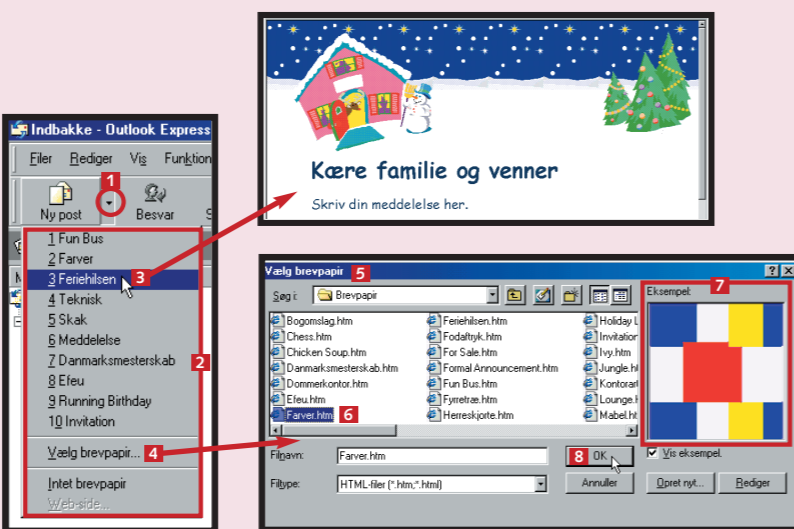 Kære familie og venner
Skriv din meddelelse her.
Indbakke - Outlook Express
Filer Rediger Vis Funktion
1
Ny post Besvar S
1 Fun Bus
2 Farver
3 Feriehilsen 3
4 Teknisk
5 Skak
6 Meddelelse
7 Danmarksmesterskab 2
8 Efeu
9 Running Birthday
10 Invitation
Vælg brevpapir... 4
Intet brevpapir
Web-side...
Vælg brevpapir 5
Søg i: Brevpapir
Bogomslag.htm
Chess.htm
Chicken Soup.htm
Danmarksmesterskab.htm
Dommerkontor.htm
Efeu.htm
Farver.htm 6
Feriehilsen.htm
Fodaftryk.htm
For Sale.htm
Formal Announcement.htm
Fun Bus.htm
Fyrretræ.htm
Herreskjorte.htm
Holiday L
Invitation
Ivy.htm
Jungle.ht
Kontorar
Lounge.h
Mabel.ht
Eksempel: 7
Filnavn: Farver.htm 8 OK
Filtype: HTML-filer (*.htm;*.html) Annuller
Vis eksempel.
Opret nyt... Rediger